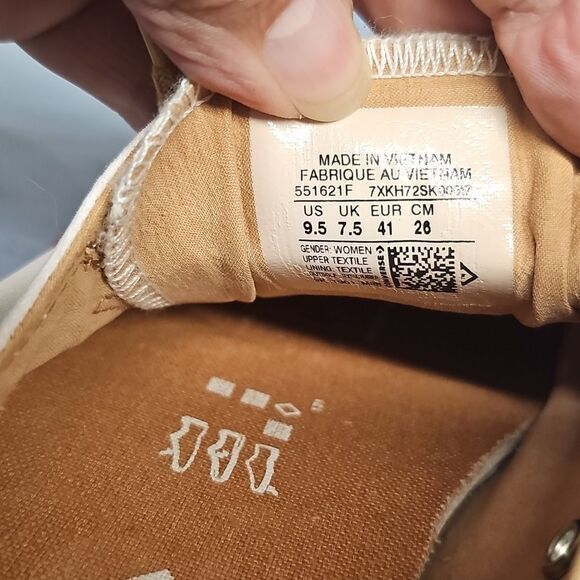 MADE IN VIETNAM
FABRIQUE AU VIETNAM
551621F
US UK EUR CM
9.5 7.5 41 26
GENDER: WOMEN
UPPER TEXTILE
LINING: TEXTILE
CONVERSE